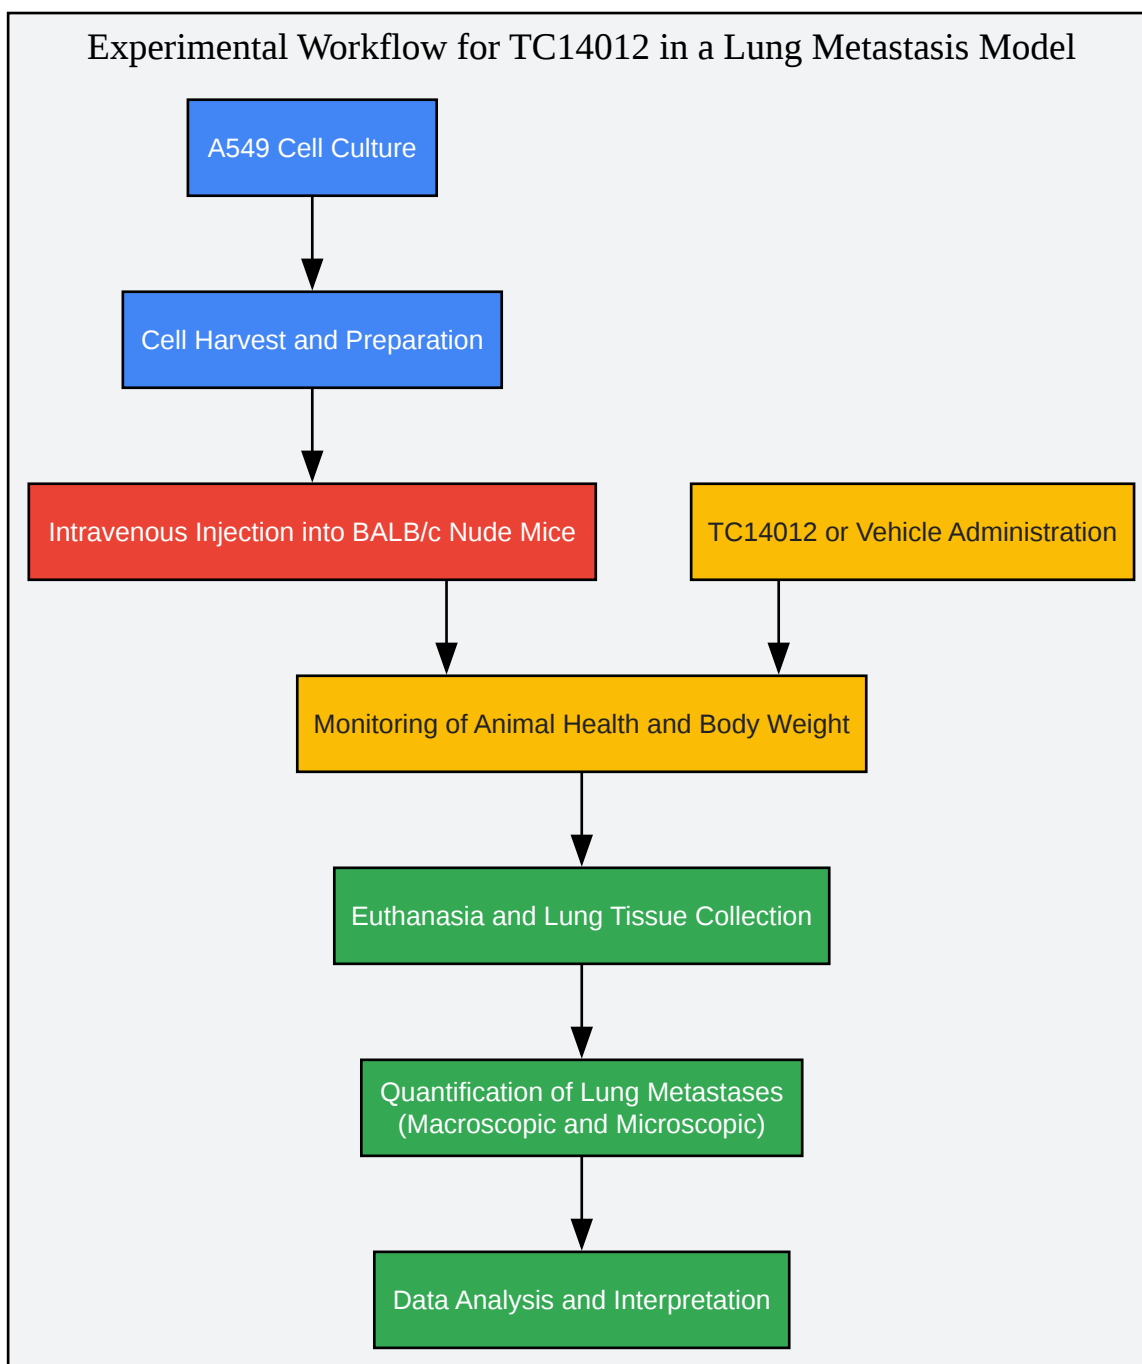 Experimental Workflow for TC14012 in a Lung Metastasis Model
A549 Cell Culture
Cell Harvest and Preparation
Intravenous Injection into BALB/c Nude Mice
TC14012 or Vehicle Administration
Monitoring of Animal Health and Body Weight
Euthanasia and Lung Tissue Collection
Quantification of Lung Metastases
(Macroscopic and Microscopic)
Data Analysis and Interpretation